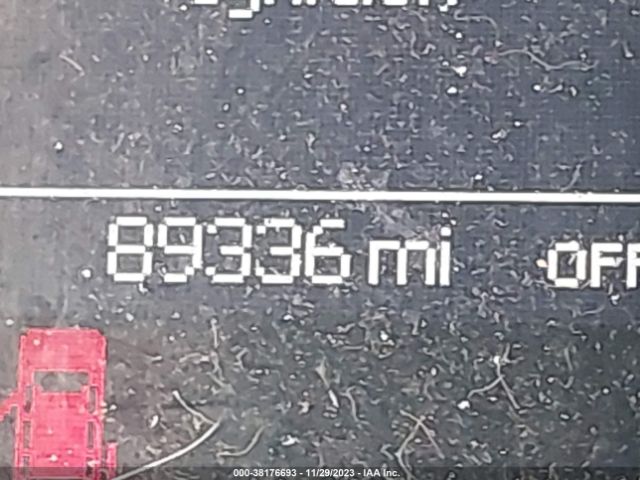 89336 mi OFF
000-38176693 - 11/29/2023 - IAA Inc.